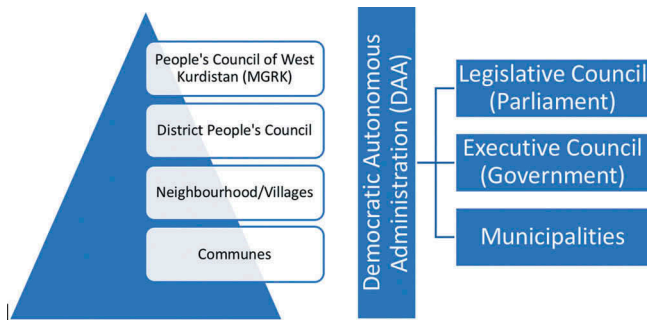 People's Council of West
Kurdistan (MGRK)
District People's Council
Neighbourhood/Villages
Communes
Democratic Autonomous
Administration (DAA)
Legislative Council
(Parliament)
Executive Council
(Government)
Municipalities